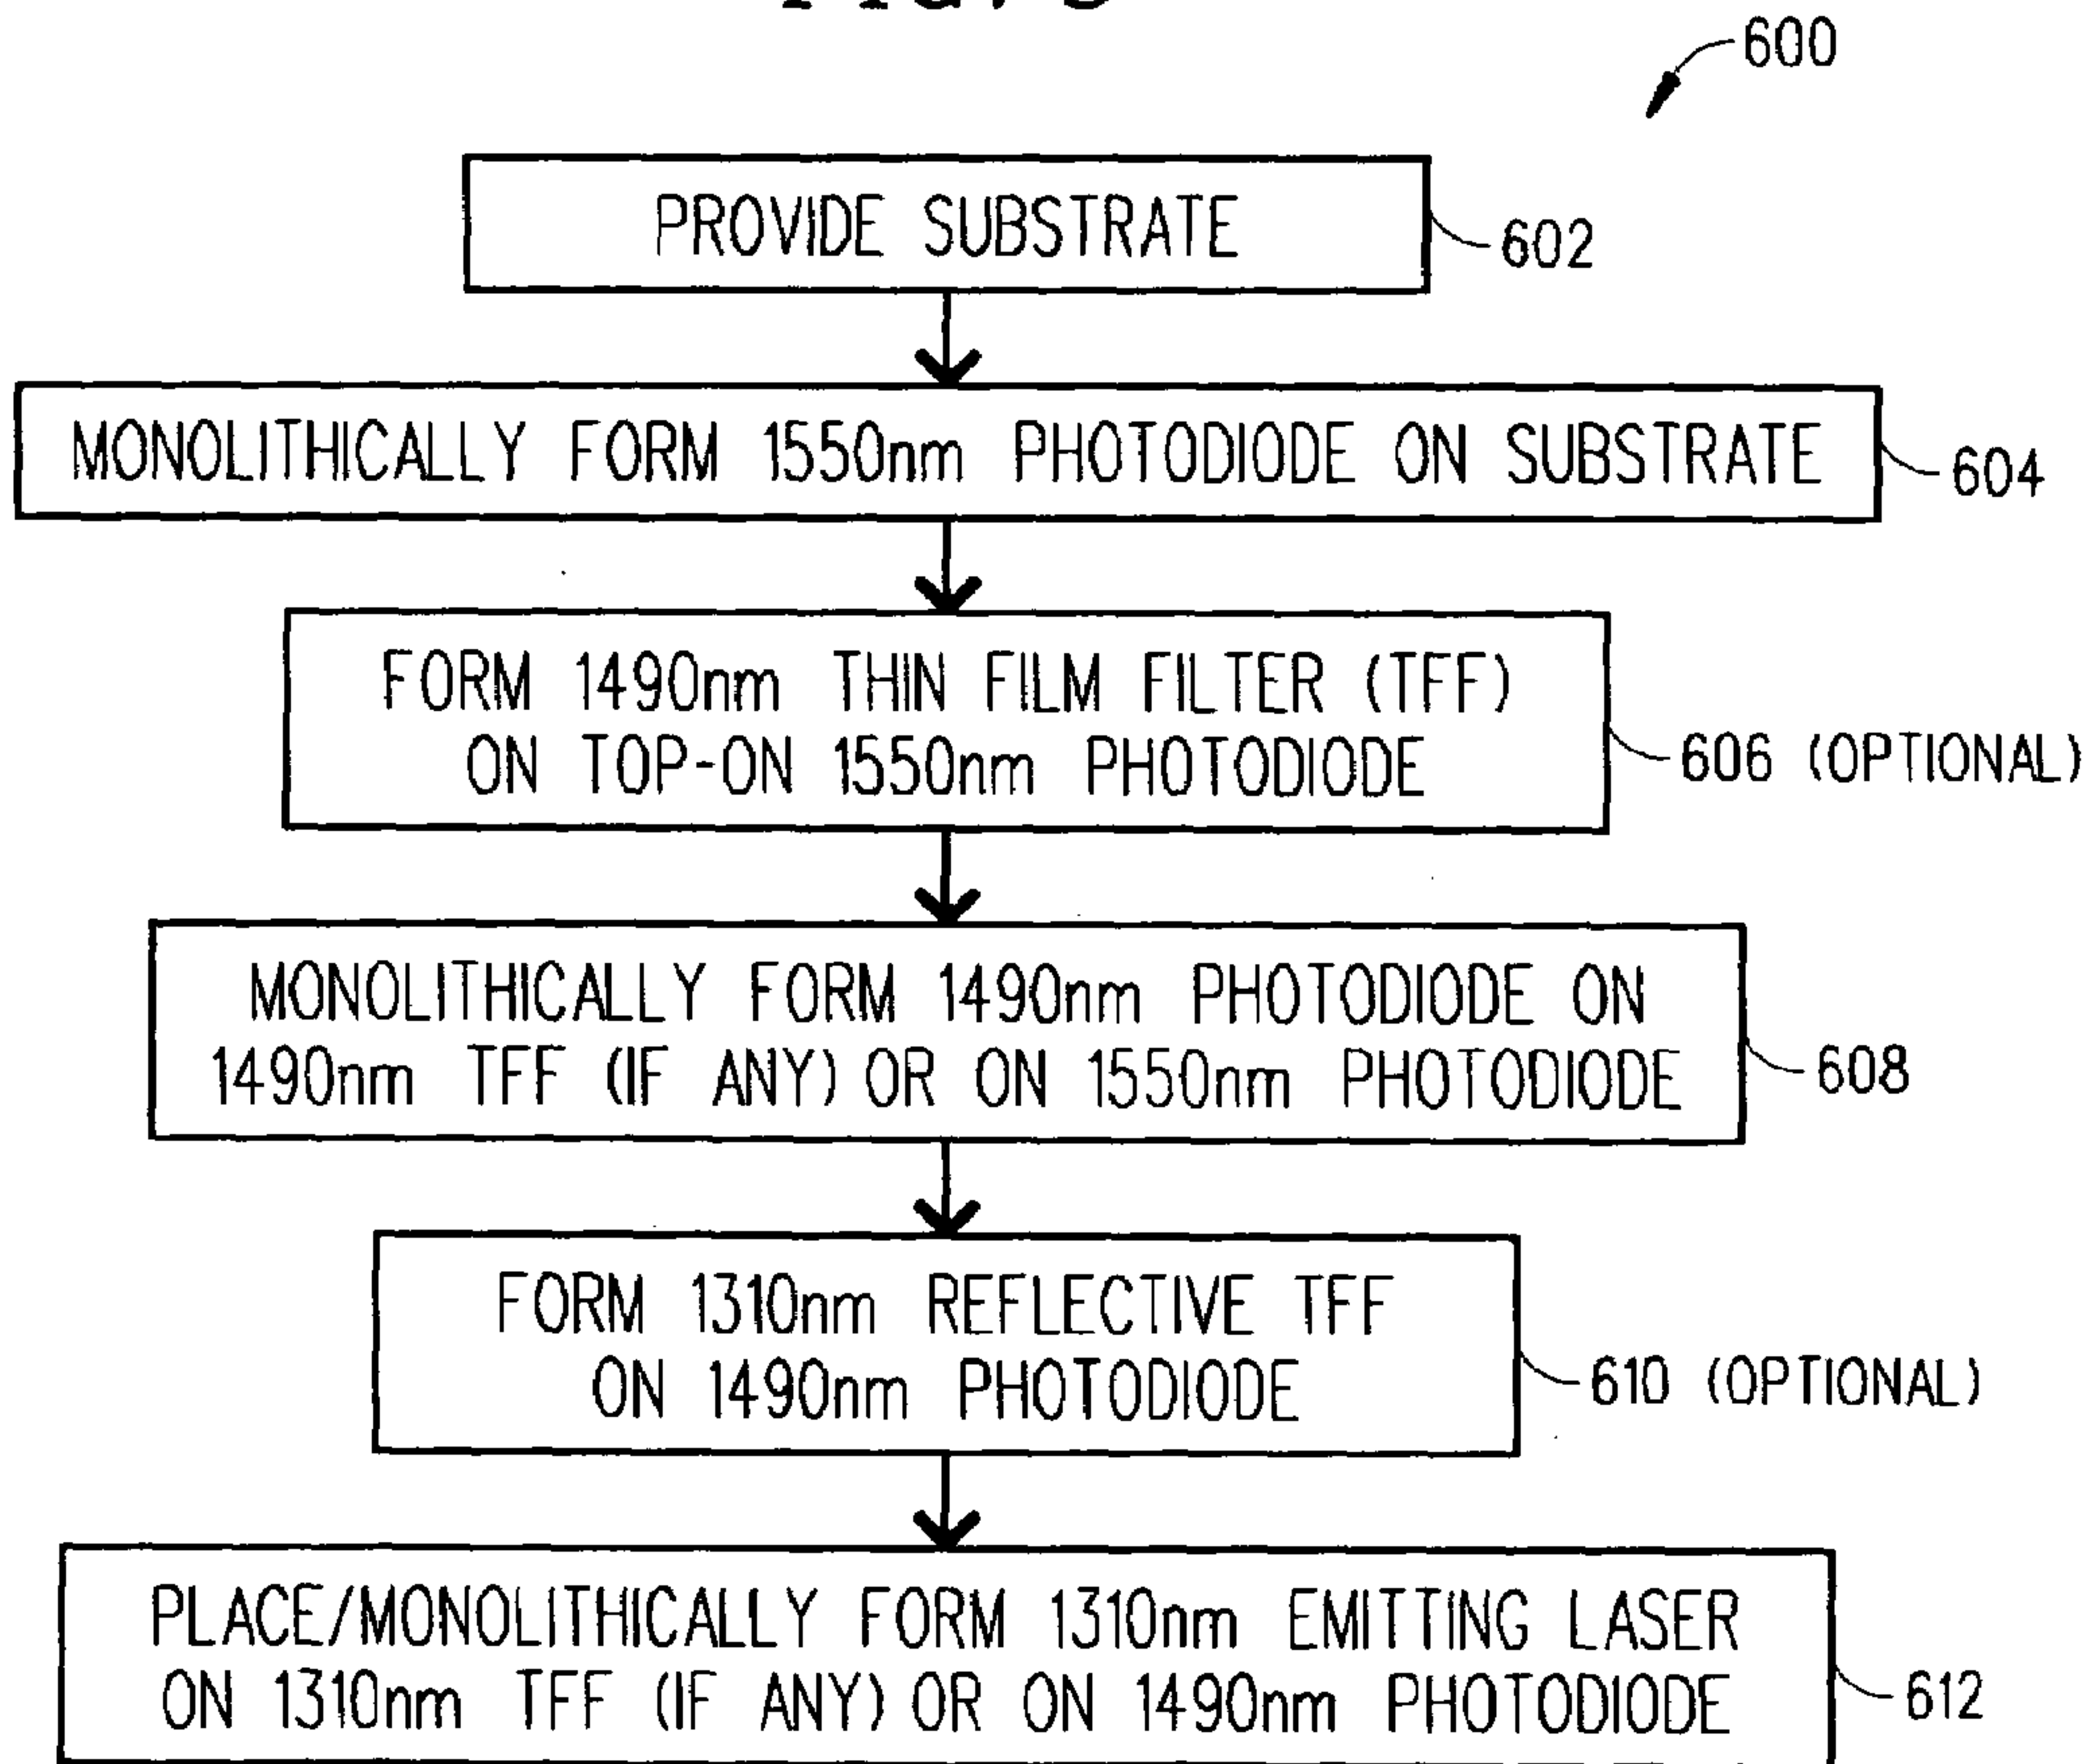 600
PROVIDE SUBSTRATE
602
MONOLITHICALLY FORM 1550nm PHOTODIODE ON SUBSTRATE
604
FORM 1490nm THIN FILM FILTER (TFF)
ON TOP-ON 1550nm PHOTODIODE
606 (OPTIONAL)
MONOLITHICALLY FORM 1490nm PHOTODIODE ON
1490nm TFF (IF ANY) OR ON 1550nm PHOTODIODE
608
FORM 1310nm REFLECTIVE TFF
ON 1490nm PHOTODIODE
610 (OPTIONAL)
PLACE/MONOLITHICALLY FORM 1310nm EMITTING LASER
ON 1310nm TFF (IF ANY) OR ON 1490nm PHOTODIODE
612